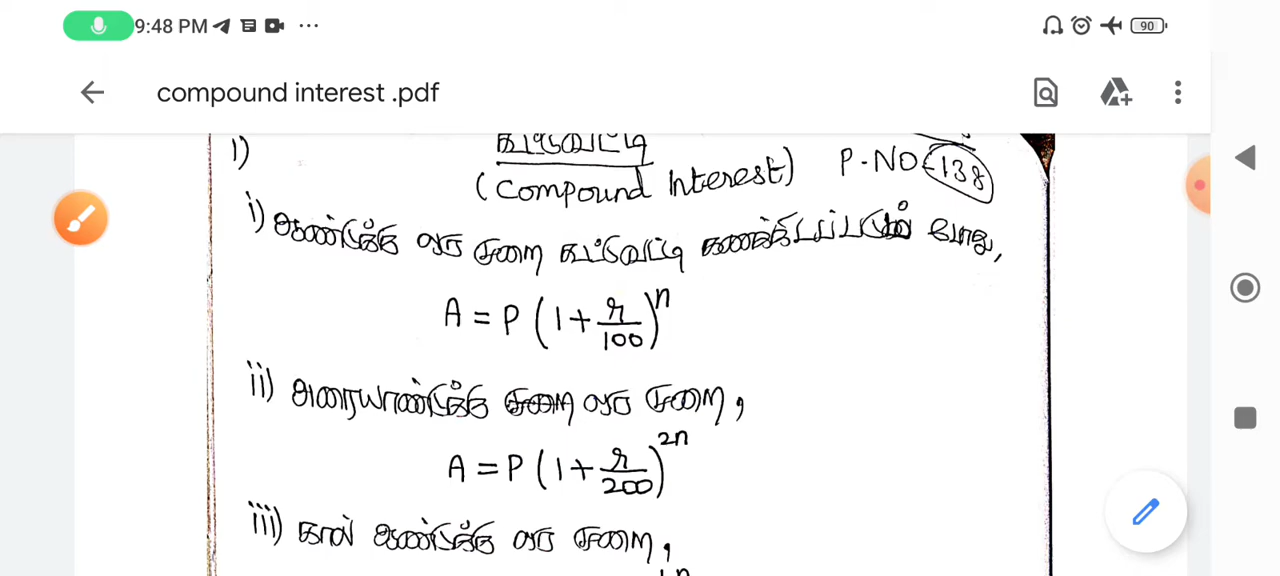 9:48 PM ...
90
compound interest .pdf
1) கூட்டுவட்டி
(Compound Interest) P-NO-138
i) ஆண்டுக்கு ஒரு முறை கூட்டுவட்டி கணக்கிடப்படும் போது,
A = P (1 + r/100)^n
ii) அரையாண்டுக்கு முறை ஒரு முறை,
A = P (1 + r/200)^2n
iii) கால் ஆண்டுக்கு ஒரு முறை,